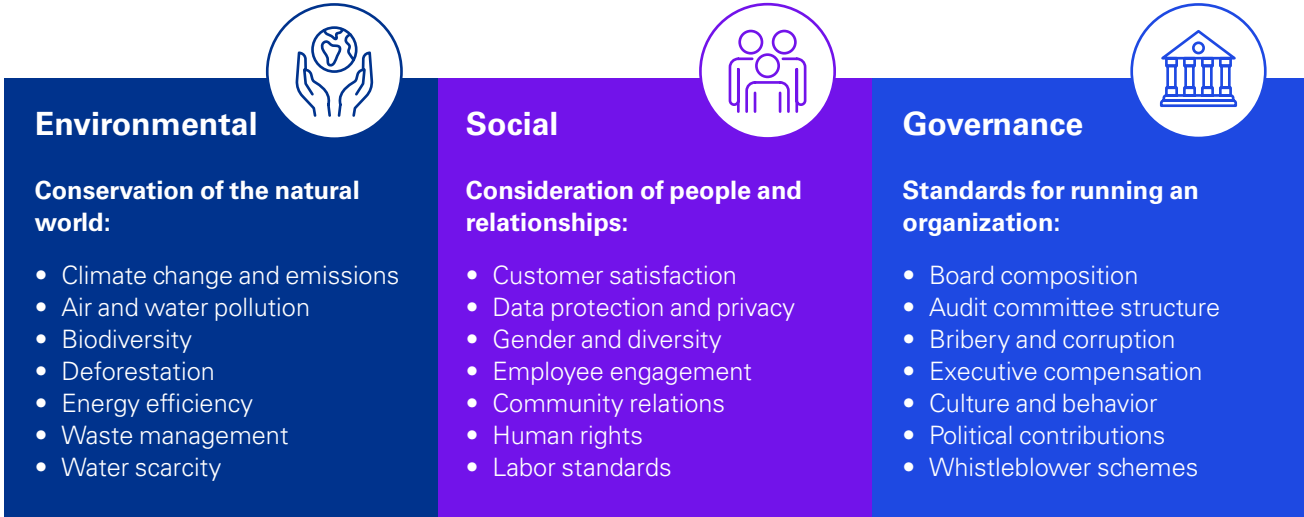 Environmental
Conservation of the natural
world:
• Climate change and emissions
• Air and water pollution
• Biodiversity
• Deforestation
• Energy efficiency
• Waste management
• Water scarcity
Social
Consideration of people and
relationships:
• Customer satisfaction
• Data protection and privacy
• Gender and diversity
• Employee engagement
• Community relations
• Human rights
• Labor standards
Governance
Standards for running an
organization:
• Board composition
• Audit committee structure
• Bribery and corruption
• Executive compensation
• Culture and behavior
• Political contributions
• Whistleblower schemes